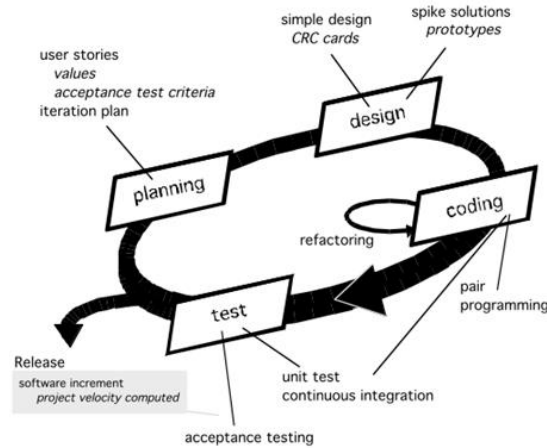 simple design
CRC cards
spike solutions
prototypes
user stories
values
acceptance test criteria
iteration plan
design
planning
coding
refactoring
test
pair
programming
Release
software increment
project velocity computed
unit test
continuous integration
acceptance testing